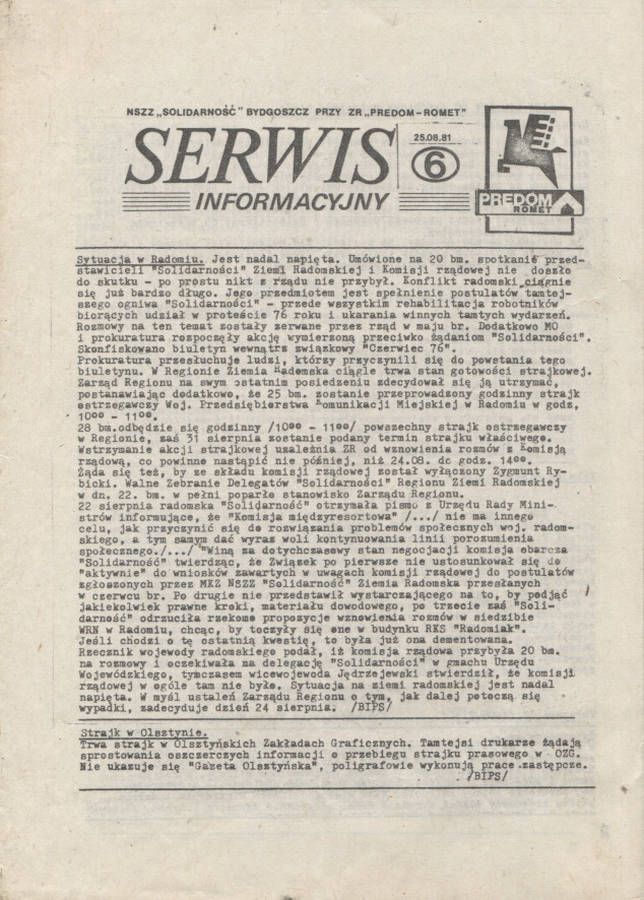 NSZZ „SOLIDARNOŚĆ" BYDGOSZCZ PRZY ZR „PREDOM-ROMET"
SERWIS
INFORMACYJNY
25.08.81
6
PREDOM
ROMET
Sytuacja w Radomiu. Jest nadal napięta. Umówione na 20 bm. spotkanie przed-
stawicieli "Solidarności" Ziemi Radomskiej i Komisji rządowej nie doszło
do skutku - po prostu nikt z rządu nie przybył. Konflikt radomski ciągnie
się już bardzo długo. Jego przedmiotem jest spełnienie postulatów tamtej-
szego ogniwa "Solidarności" - przede wszystkim rehabilitacja robotników
biorących udział w proteście 76 roku i ukarania winnych tamtych wydarzeń.
Rozmowy na ten temat zostały zerwane przez rząd w maju br. Dodatkowo MO
i prokuratura rozpoczęły akcję wymierzoną przeciwko żądaniom "Solidarności".
Skonfiskowano biuletyn wewnątrz związkowy "Czerwiec 76".
Prokuratura przesłuchuje ludzi, którzy przyczynili się do powstania tego
biuletynu. W Regionie Ziemia Radomska ciągle trwa stan gotowości strajkowej.
Zarząd Regionu na swym ostatnim posiedzeniu zdecydował się ją utrzymać,
postanawiając dodatkowo, że 25 bm. zostanie przeprowadzony godzinny strajk
ostrzegawczy Woj. Przedsiębierstwa Komunikacji Miejskiej w Radomiu w godz,
10⁰⁰ - 11⁰⁰.
28 bm.odbędzie się godzinny /10⁰⁰ - 11⁰⁰/ powszechny strajk ostrzegawczy
w Regionie, zaś 31 sierpnia zostanie podany termin strajku właściwego.
Wstrzymanie akcji strajkowej uzależnia ZR od wznowienia rozmów z Komisją
rządową, co powinne nastąpić nie później, niż 24.08. do godz. 14⁰⁰.
Żąda się też, by ze składu komisji rządowej został wyłączony Zygmunt Ry-
bicki. Walne Zebranie Delegatów "Solidarności" Regionu Ziemi Radomskiej
w dn. 22. bm. w pełni poparło stanowisko Zarządu Regionu.
22 sierpnia radomska "Solidarność" otrzymała pismo z Urzędu Rady Mini-
strów informujące, że "Komisja międzyresortowa" /.../ nie ma innego
celu, jak przyczynić się do rozwiązania problemów społecznych woj. radom-
skiego, a tym samym dać wyraz woli kontynuowania linii porozumienia
społecznego./.../ "Winą za dotychczasowy stan negocjacji komisja obarcza
"Solidarność" twierdząc, że Związek po pierwsze nie ustosunkował się do
"aktywnie" do wniosków zawartych w uwagach komisji rządowej do postulatów
zgłoszonych przez MKZ NSZZ "Solidarność" Ziemia Radomska przesłanych
w czerwcu br. Po drugie nie przedstawił wystarczającego na to, by podjąć
jakiekolwiek prawne kroki, materiału dowodowego, po trzecie zaś "Soli-
darność" odrzuciła rzekome propozycje wznowienia rozmów w siedzibie
WRN w Radomiu, chcąc, by toczyły się one w budynku RKS "Radomiak".
Jeśli chodzi o tę ostatnią kwestię, to była już ona dementowana.
Rzecznik wojewody radomskiego podał, iż komisja rządowa przybyła 20 bm.
na rozmowy i oczekiwała na delegację "Solidarności" w gmachu Urzędu
Wojewódzkiego, tymczasem wicewojewoda Jędrzejewski stwierdził, że komisji
rządowej w ogóle tam nie było. Sytuacja na ziemi radomskiej jest nadal
napięta. W myśl ustaleń Zarządu Regionu o tym, jak dalej potoczą się
wypadki, zadecyduje dzień 24 sierpnia. /BIPS/
Strajk w Olsztynie.
Trwa strajk w Olsztyńskich Zakładach Graficznych. Tamtejsi drukarze żądają
sprostowania oszczerczych informacji o przebiegu strajku prasowego w OZG.
Nie ukazuje się "Gazeta Olsztyńska", poligrafowie wykonują prace zastępcze.
/BIPS/